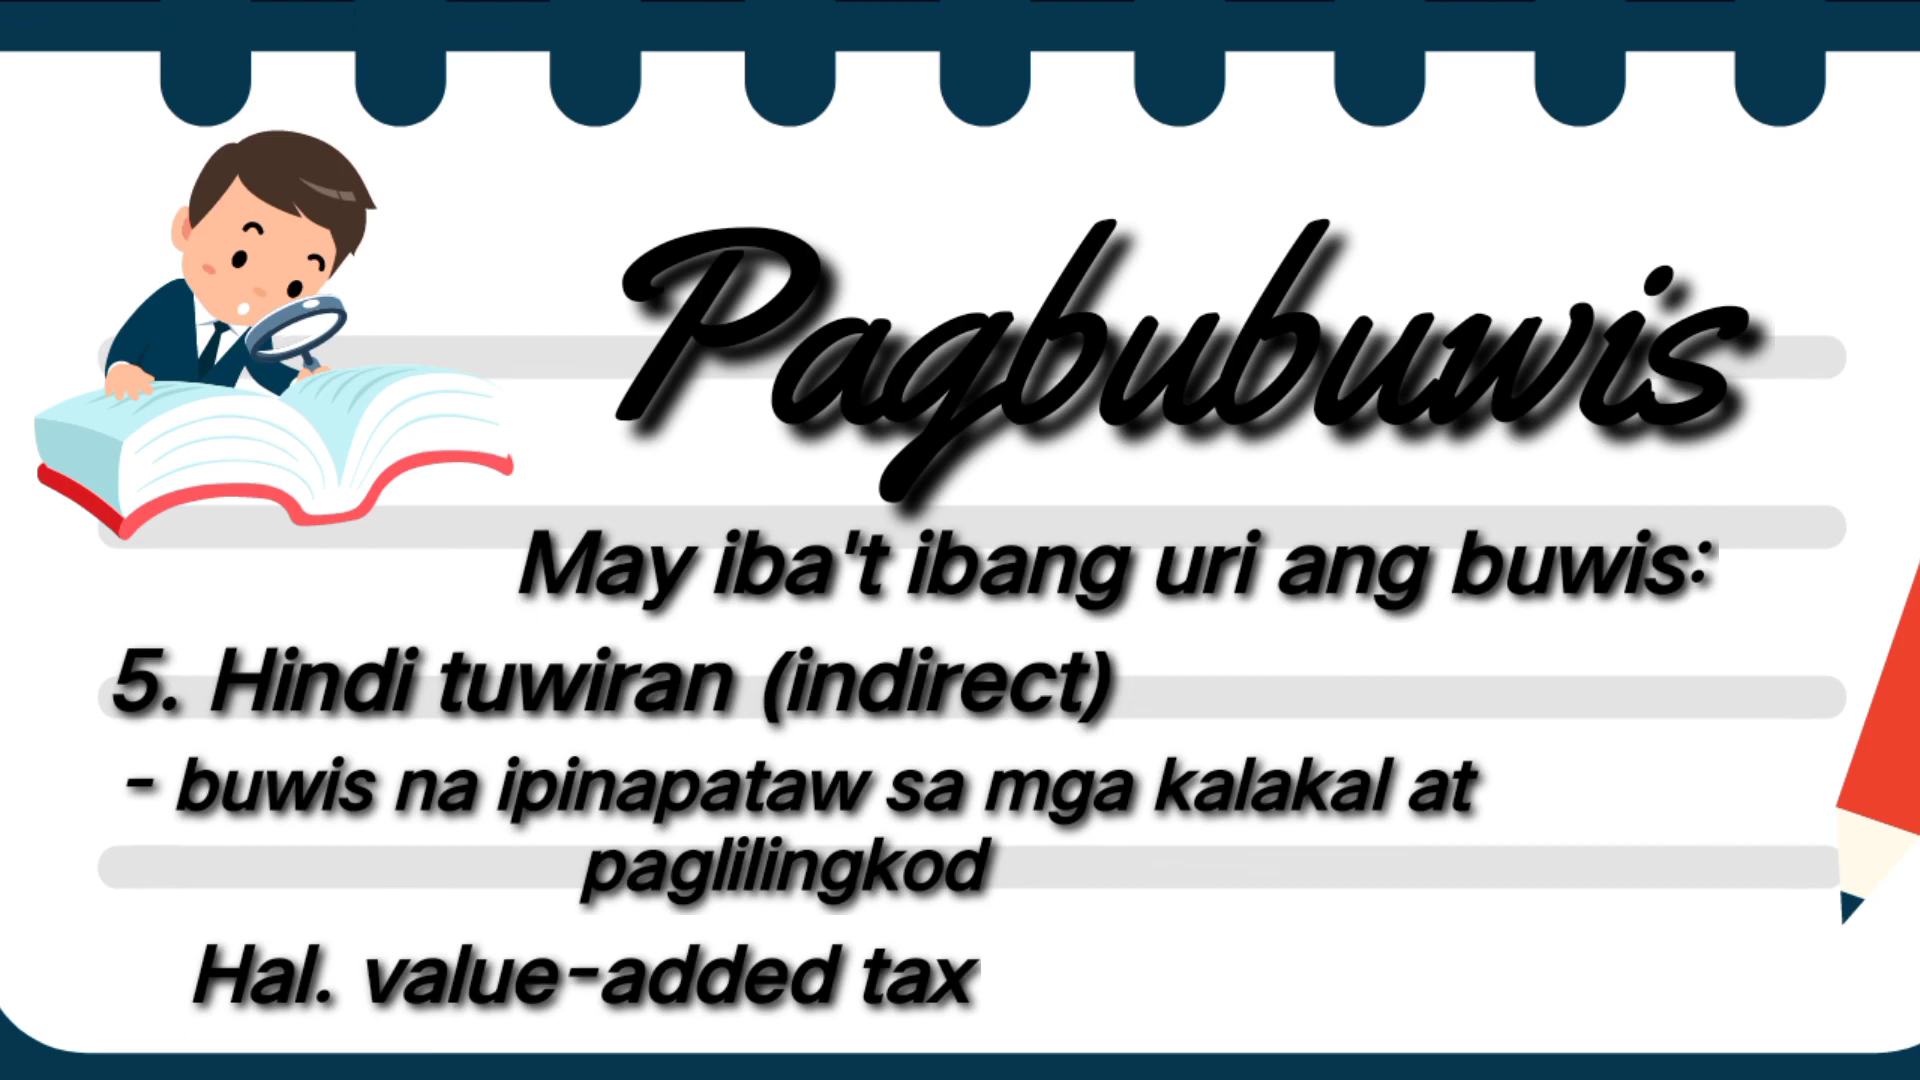 Pagbubuwis
May iba't ibang uri ang buwis:
5. Hindi tuwiran (indirect)
- buwis na ipinapataw sa mga kalakal at
paglilingkod
Hal. value-added tax